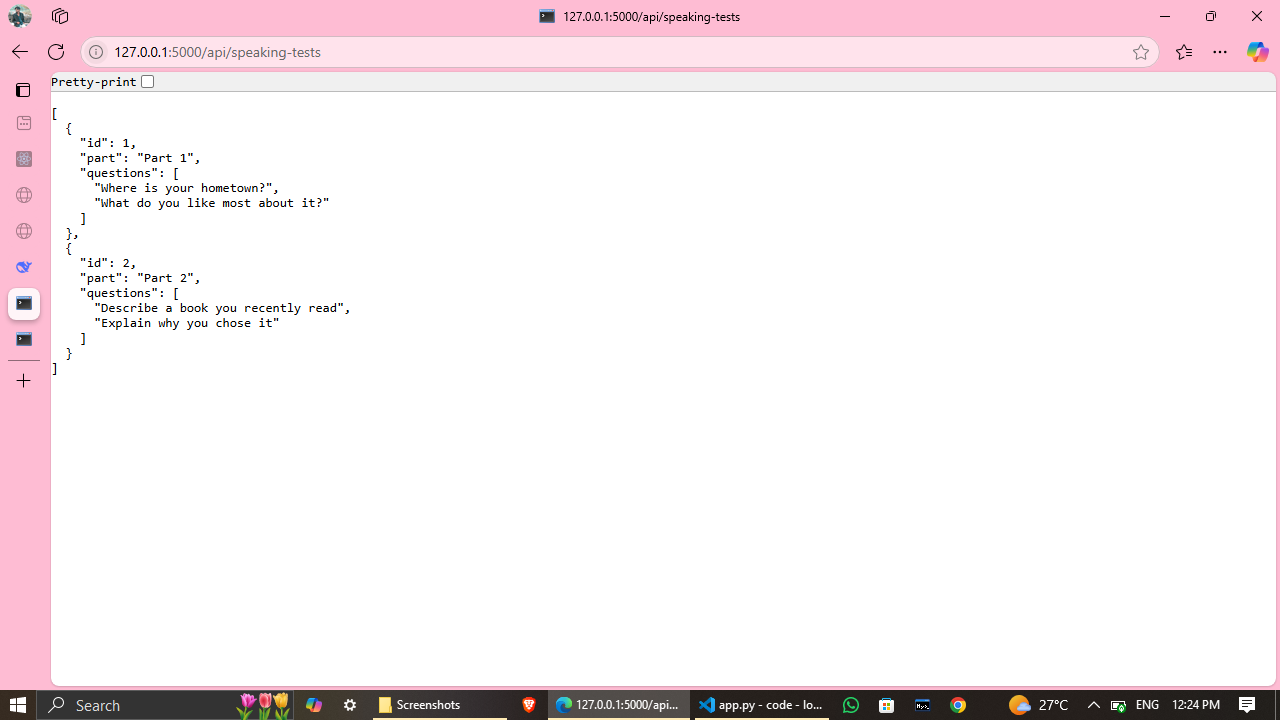 127.0.0.1:5000/api/speaking-tests
127.0.0.1:5000/api/speaking-tests
Pretty-print
[
  {
    "id": 1,
    "part": "Part 1",
    "questions": [
      "Where is your hometown?",
      "What do you like most about it?"
    ]
  },
  {
    "id": 2,
    "part": "Part 2",
    "questions": [
      "Describe a book you recently read",
      "Explain why you chose it"
    ]
  }
]
Search
Screenshots
127.0.0.1:5000/api...
app.py - code - lo...
27°C
ENG
12:24 PM